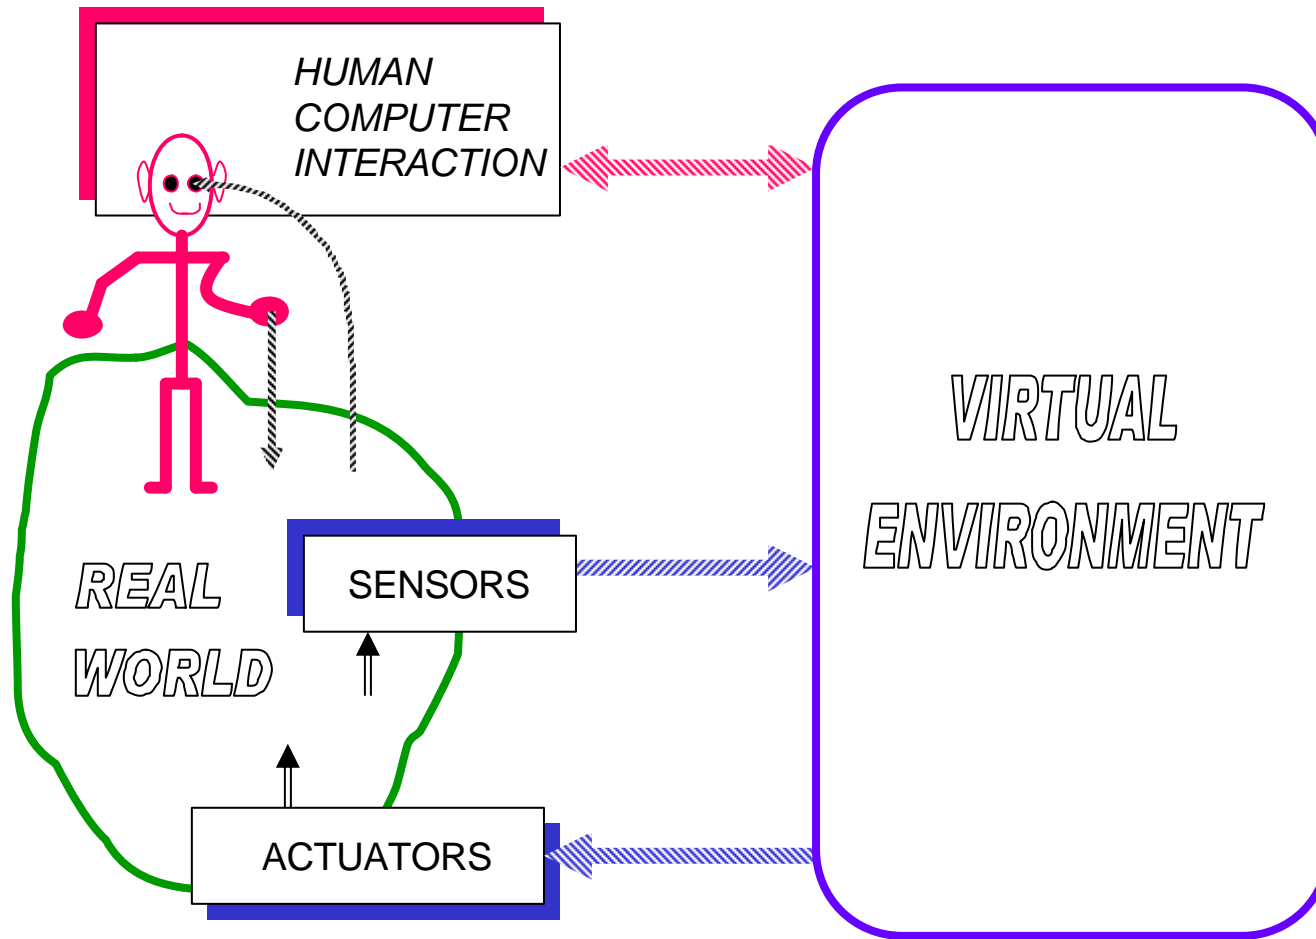 HUMAN
COMPUTER
INTERACTION
VIRTUAL
ENVIRONMENT
SENSORS
REAL
WORLD
ACTUATORS